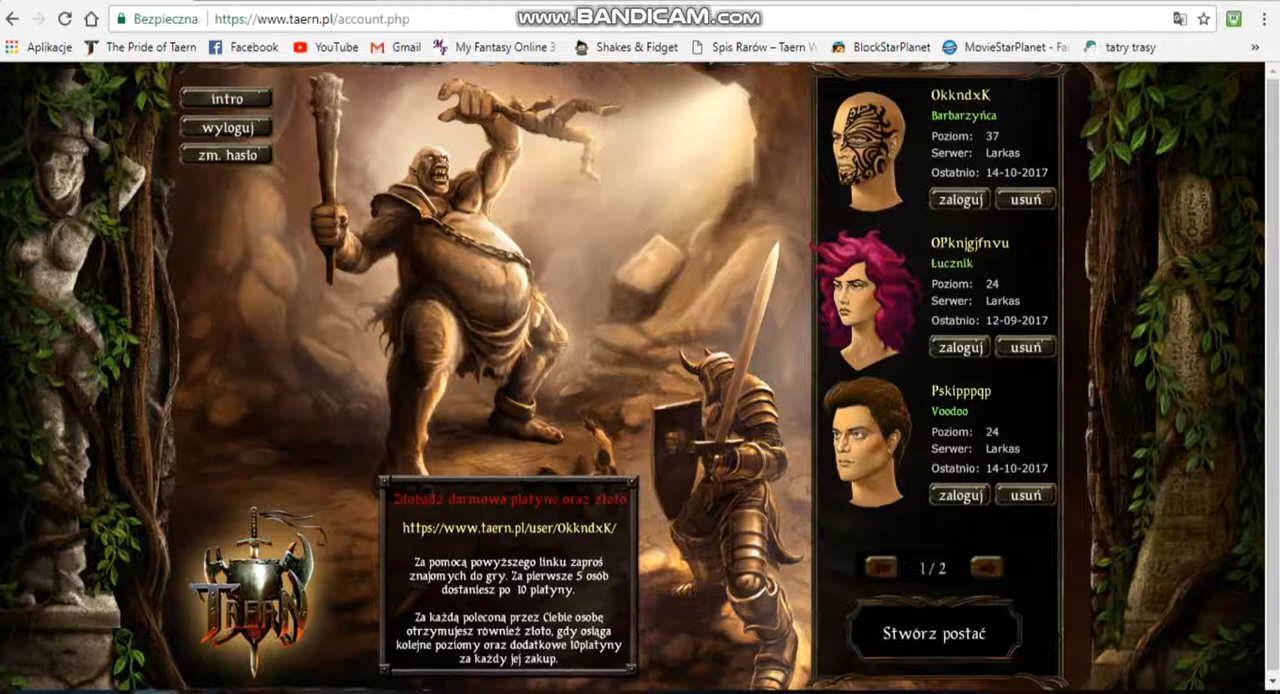 Bezpieczna
https://www.taern.pl/account.php
www.BANDICAM.com
Aplikacje
The Pride of Taern
Facebook
YouTube
Gmail
My Fantasy Online 3
Shakes & Fidget
Spis Rarów – Taern W
BlockStarPlanet
MovieStarPlanet - Fa
tatry trasy
intro
wyloguj
zm. hasło
OkkndxK
Barbarzyńca
Poziom: 37
Serwer: Larkas
Ostatnio: 14-10-2017
zaloguj usuń
OPknjgjfnvu
Łucznik
Poziom: 24
Serwer: Larkas
Ostatnio: 12-09-2017
zaloguj usuń
Pskipppqp
Voodoo
Poziom: 24
Serwer: Larkas
Ostatnio: 14-10-2017
zaloguj usuń
1 / 2
Stwórz postać
Zdobądź darmowa platyne oraz złoto
https://www.taern.pl/user/OkkndxK/
Za pomocą powyższego linku zaproś
znajomych do gry. Za pierwsze 5 osób
dostaniesz po 10 platyny.
Za każdą poleconą przez Ciebie osobę
otrzymujesz również złoto, gdy osiąga
kolejne poziomy oraz dodatkowe 10platyny
za każdy jej zakup.
TAERN